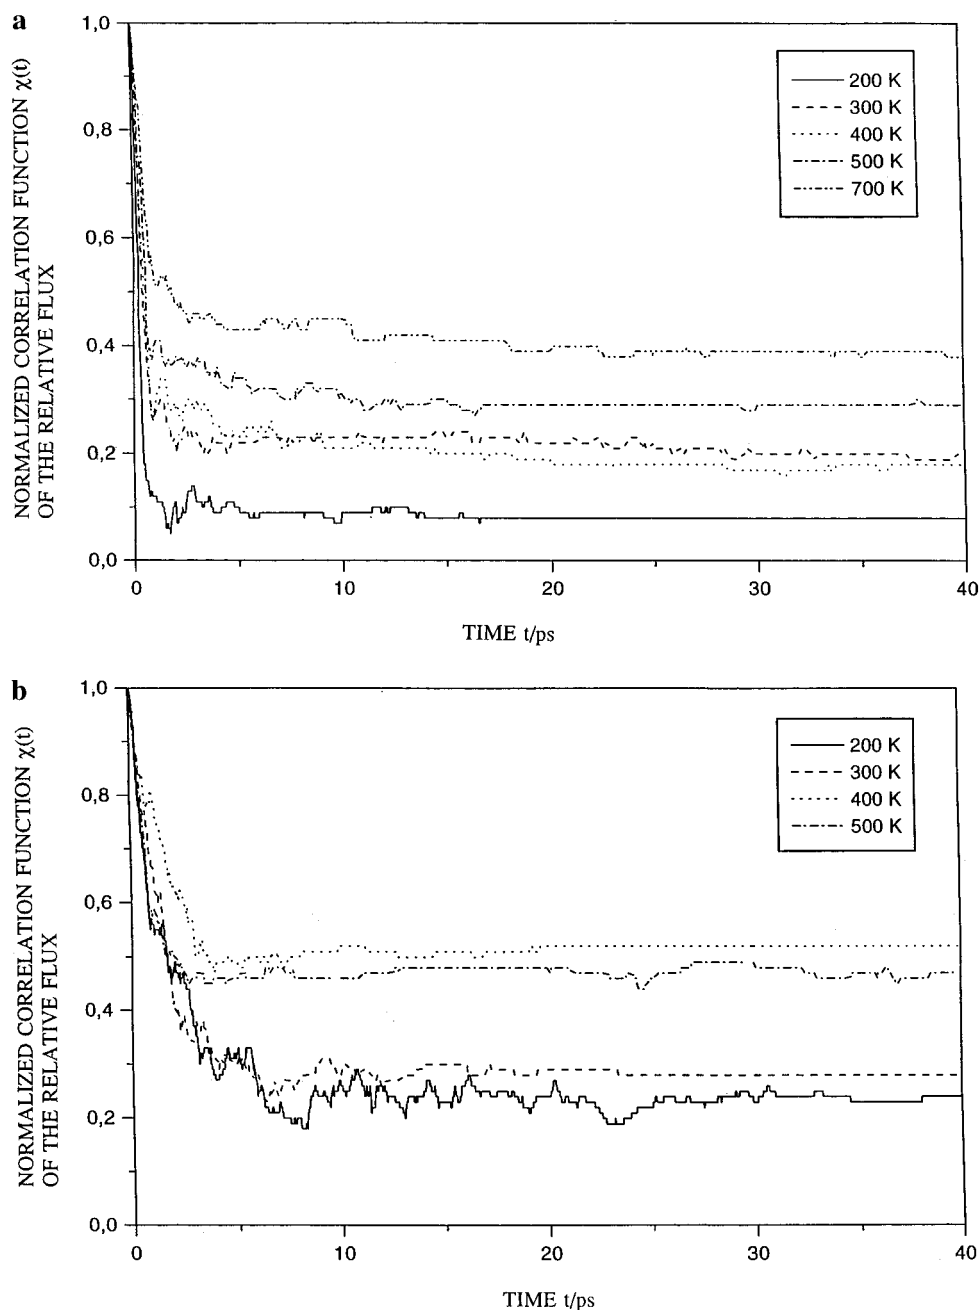 a
NORMALIZED CORRELATION FUNCTION χ(t)
OF THE RELATIVE FLUX
1,0
0,8
0,6
0,4
0,2
0,0
200 K
300 K
400 K
500 K
700 K
0
10
20
30
40
TIME t/ps
b
NORMALIZED CORRELATION FUNCTION χ(t)
OF THE RELATIVE FLUX
1,0
0,8
0,6
0,4
0,2
0,0
200 K
300 K
400 K
500 K
0
10
20
30
40
TIME t/ps